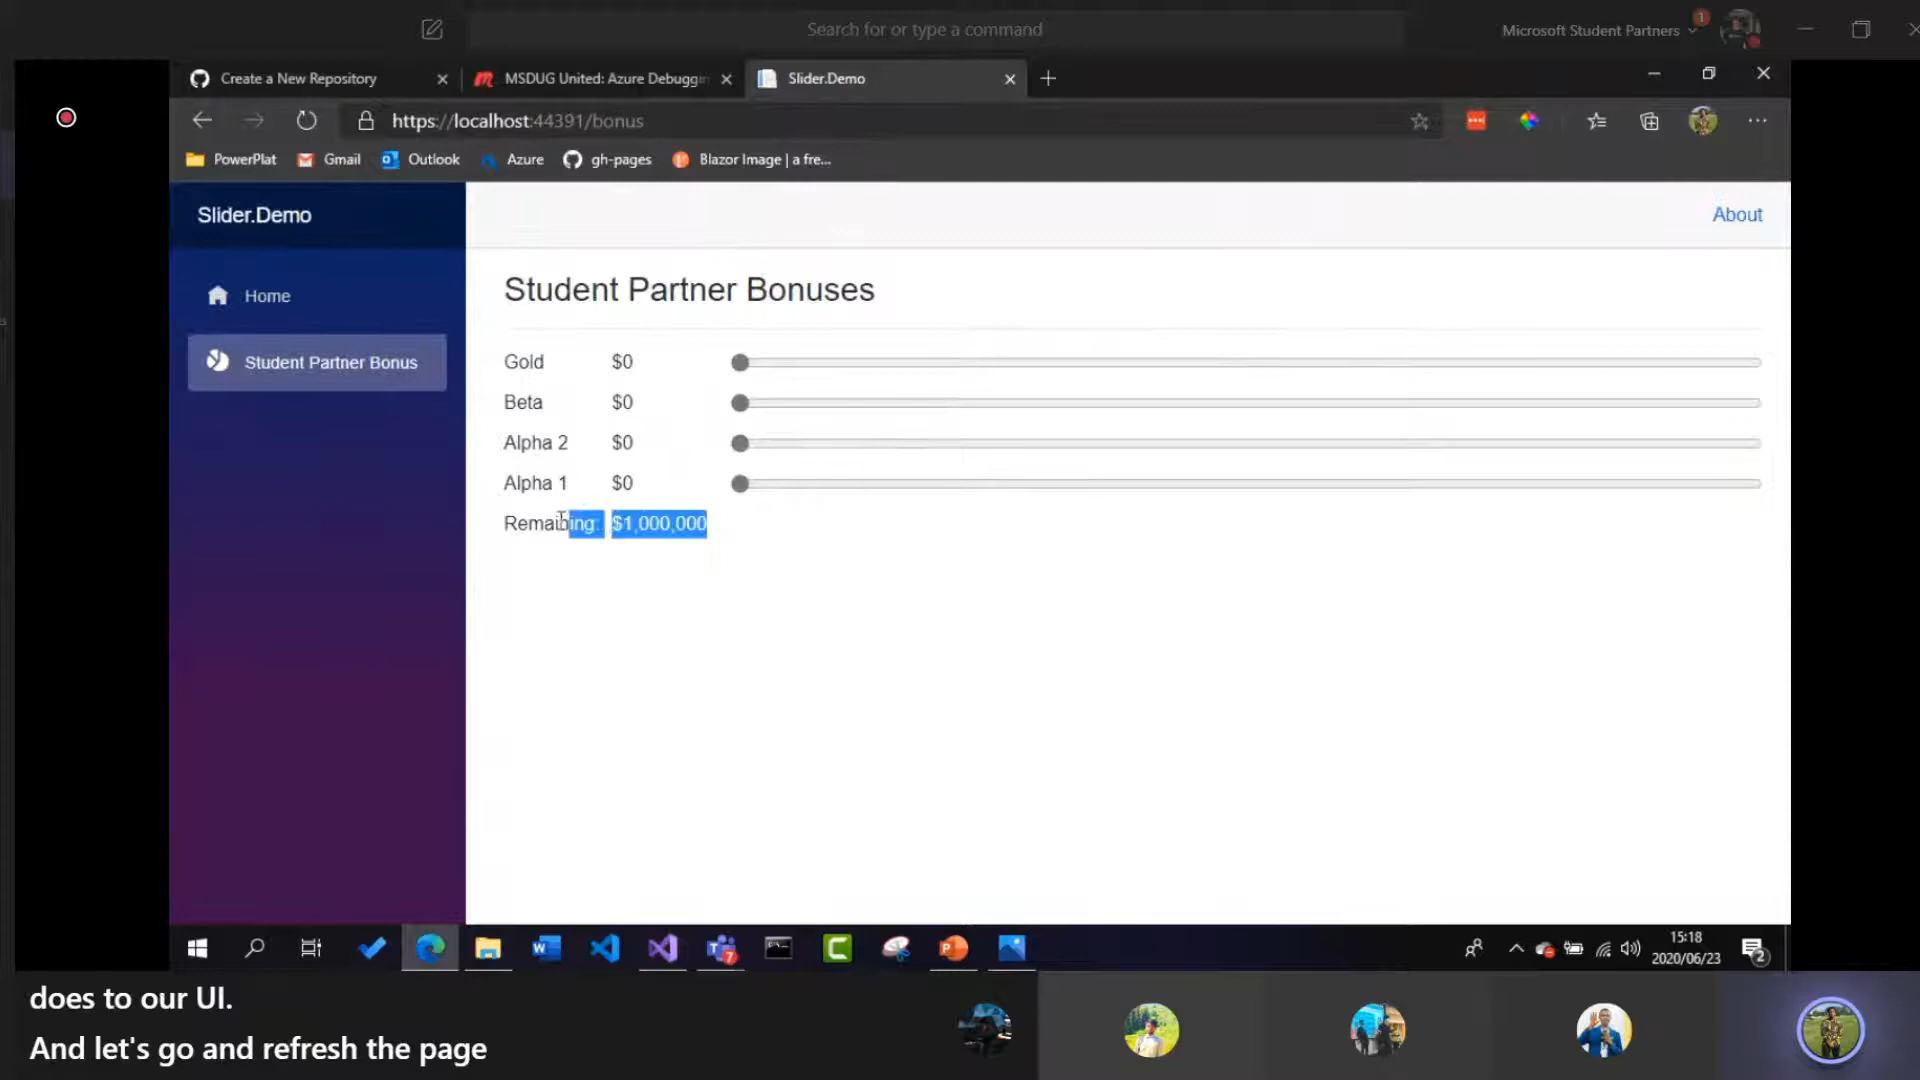 Search for or type a command
Microsoft Student Partners
1
Create a New Repository
MSDUG United: Azure Debuggi
Slider.Demo
https://localhost:44391/bonus
PowerPlat
Gmail
Outlook
Azure
gh-pages
Blazor Image | a fre...
Slider.Demo
About
Home
Student Partner Bonus
Student Partner Bonuses
Gold $0
Beta $0
Alpha 2 $0
Alpha 1 $0
Remaining: $1,000,000
7
15:18
2020/06/23
2
does to our UI.
And let's go and refresh the page